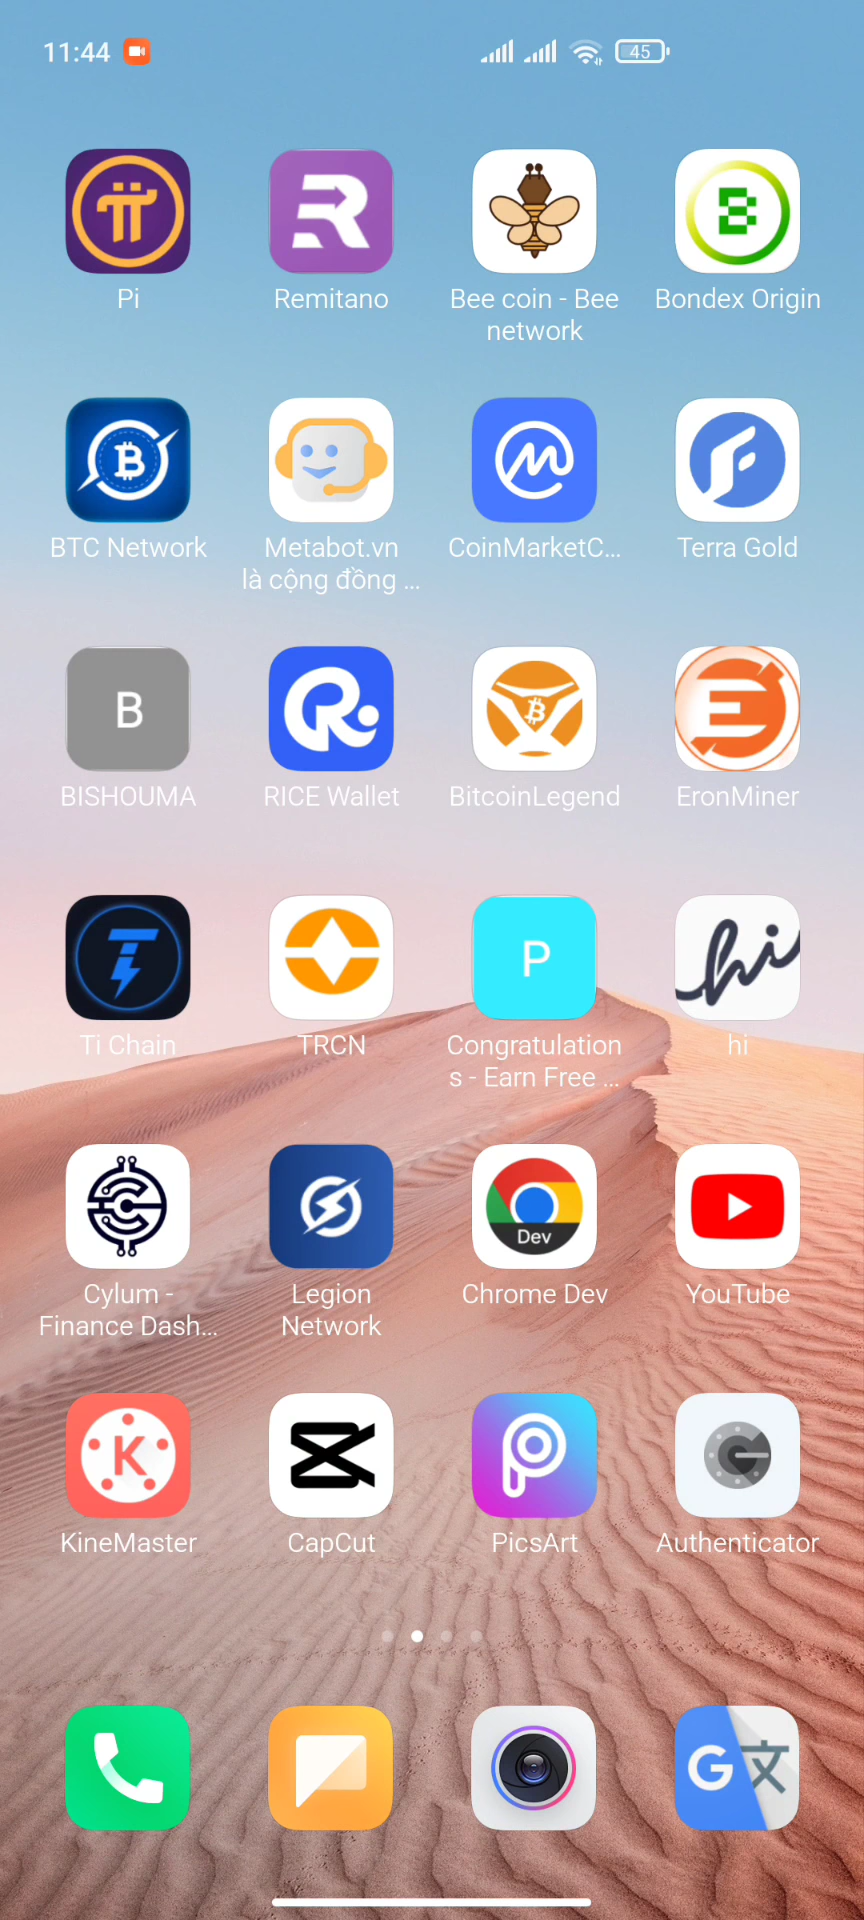 11:44
45
Pi
Remitano
Bee coin - Bee
network
Bondex Origin
BTC Network
Metabot.vn
là cộng đồng ...
CoinMarketC...
Terra Gold
B
BISHOUMA
RICE Wallet
BitcoinLegend
EronMiner
Ti Chain
TRCN
P
Congratulation
s - Earn Free ...
hi
hi
Cylum -
Finance Dash...
Legion
Network
Dev
Chrome Dev
YouTube
K
KineMaster
CapCut
PicsArt
Authenticator
G文